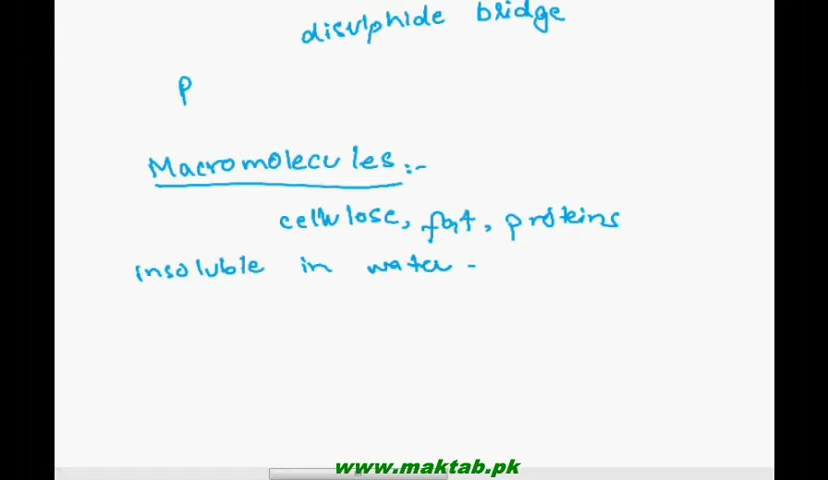 disulphide bridge
P
Macromolecules :-
cellulose, fat, proteins
insoluble in water -
www.maktab.pk